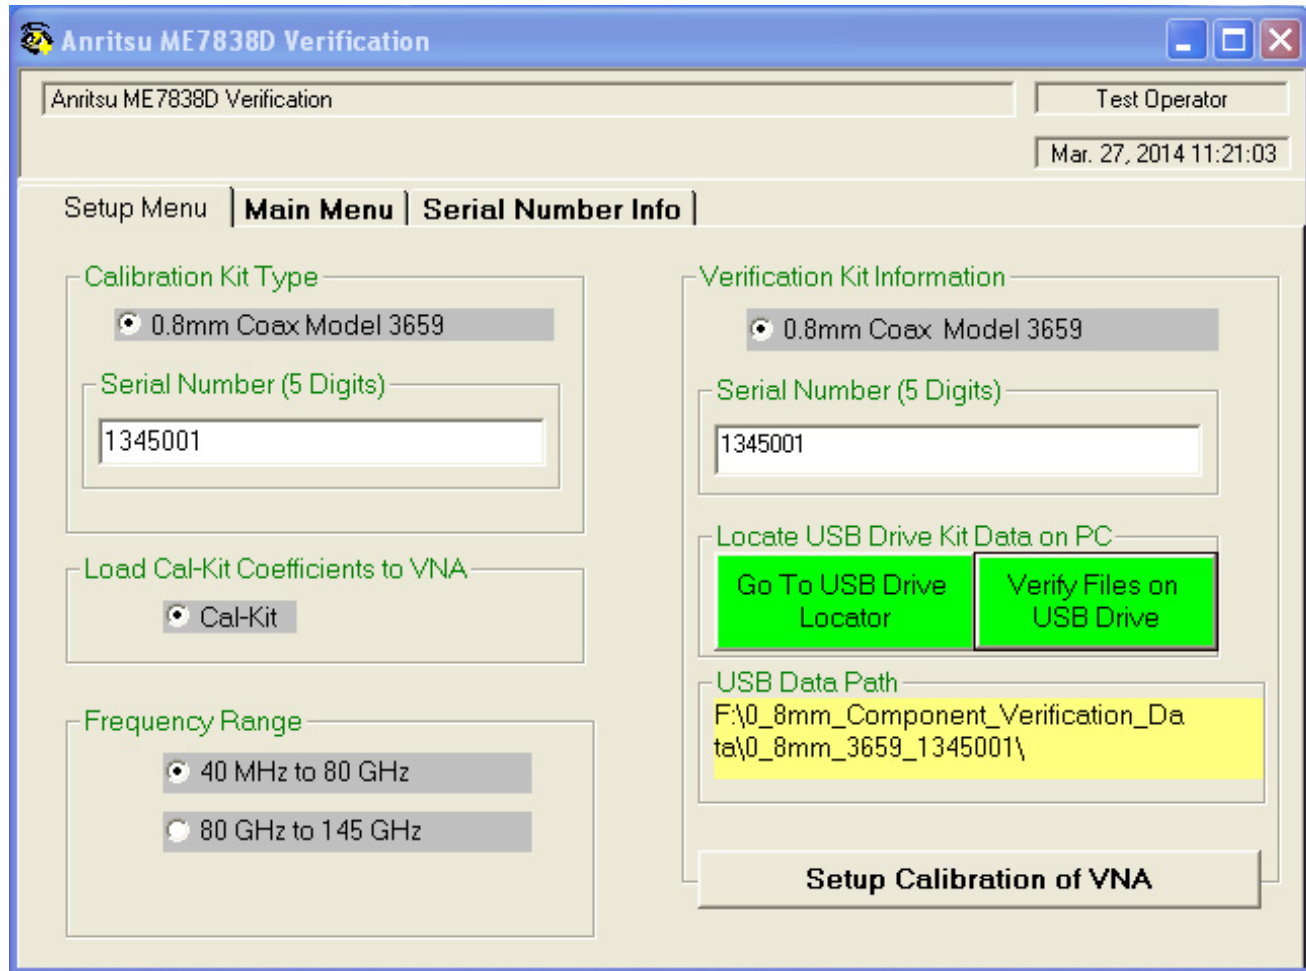 Anritsu ME7838D Verification
Anritsu ME7838D Verification
Test Operator
Mar. 27, 2014 11:21:03
Setup Menu
Main Menu
Serial Number Info
Calibration Kit Type
0.8mm Coax Model 3659
Serial Number (5 Digits)
1345001
Load Cal-Kit Coefficients to VNA
Cal-Kit
Frequency Range
40 MHz to 80 GHz
80 GHz to 145 GHz
Verification Kit Information
0.8mm Coax Model 3659
Serial Number (5 Digits)
1345001
Locate USB Drive Kit Data on PC
Go To USB Drive
Locator
Verify Files on
USB Drive
USB Data Path
F:\0_8mm_Component_Verification_Da
ta\0_8mm_3659_1345001\
Setup Calibration of VNA